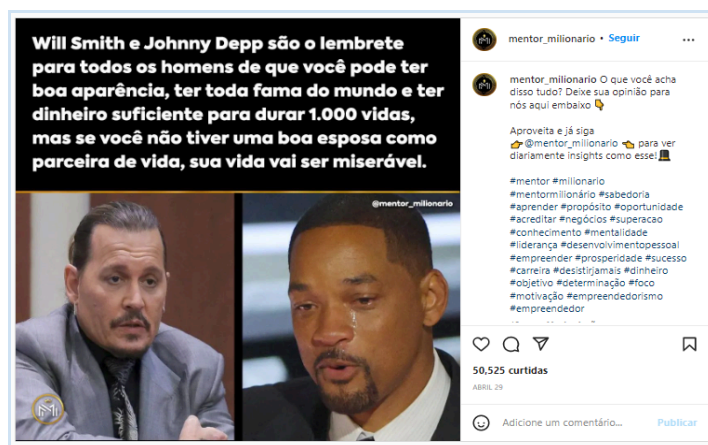 Will Smith e Johnny Depp são o lembrete
para todos os homens de que você pode ter
boa aparência, ter toda fama do mundo e ter
dinheiro suficiente para durar 1.000 vidas,
mas se você não tiver uma boa esposa como
parceira de vida, sua vida vai ser miserável.
@mentor_milionario
mentor_milionario • Seguir
mentor_milionario O que você acha
disso tudo? Deixe sua opinião para
nós aqui embaixo 👇
Aproveita e já siga
👉 @mentor_milionario 👈 para ver
diariamente insights como esse! 🎩
#mentor #milionario
#mentormilionário #sabedoria
#aprender #propósito #oportunidade
#acreditar #negócios #superacao
#conhecimento #mentalidade
#liderança #desenvolvimentopessoal
#empreender #prosperidade #sucesso
#carreira #desistirjamais #dinheiro
#objetivo #determinação #foco
#motivação #empreendedorismo
#empreendedor
50,525 curtidas
ABRIL 29
Adicione um comentário...
Publicar